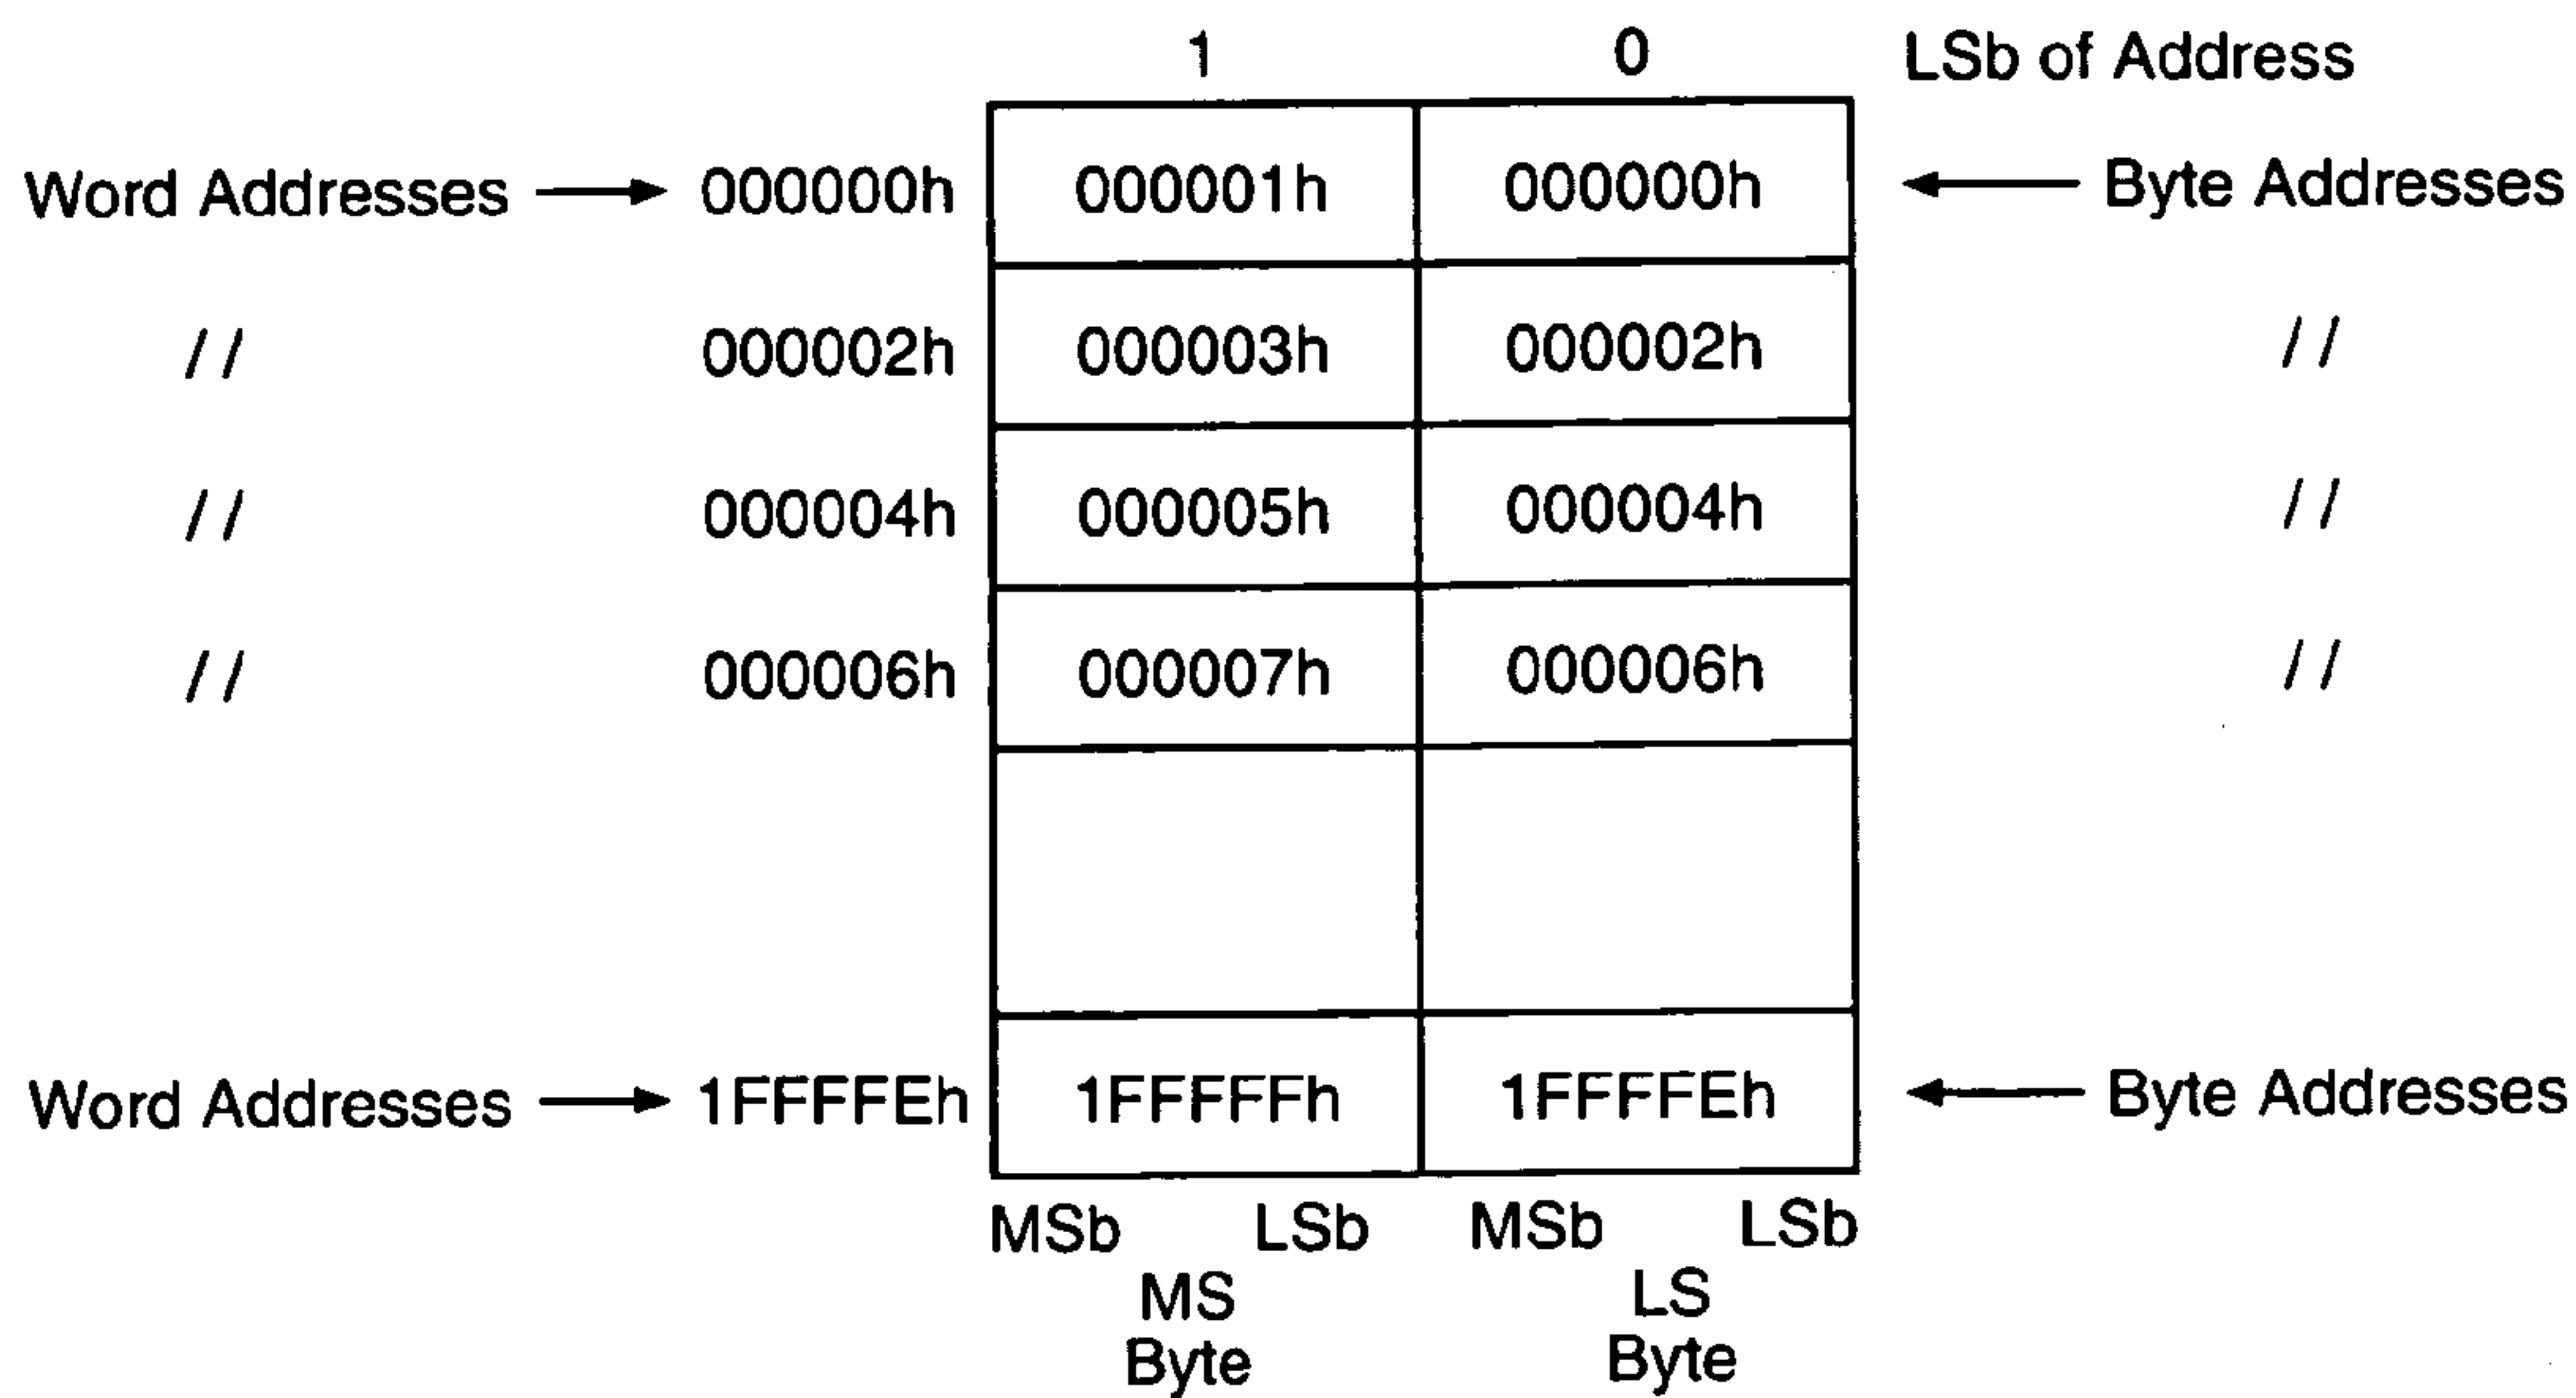 1 0 LSb of Address
Word Addresses 000000h 000001h 000000h Byte Addresses
// 000002h 000003h 000002h //
// 000004h 000005h 000004h //
// 000006h 000007h 000006h //
Word Addresses 1FFFFEh 1FFFFFh 1FFFFEh Byte Addresses
MSb LSb MSb LSb
MS LS
Byte Byte